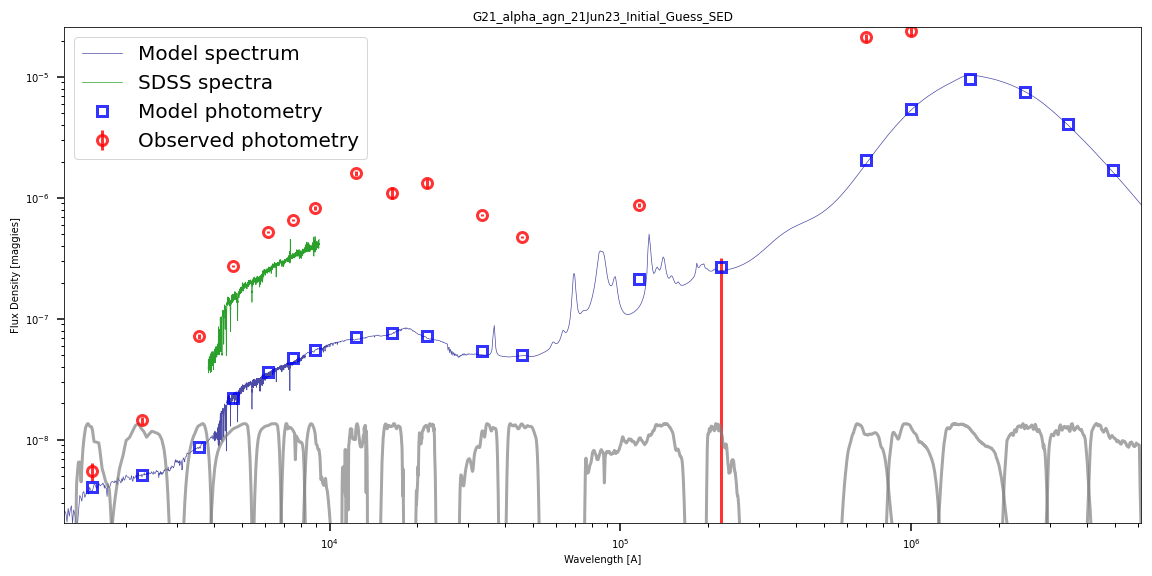 G21_alpha_agn_21Jun23_Initial_Guess_SED
Model spectrum
SDSS spectra
Model photometry
Observed photometry
Flux Density [maggies]
10⁻⁵
10⁻⁶
10⁻⁷
10⁻⁸
10⁴
10⁵
10⁶
Wavelength [A]